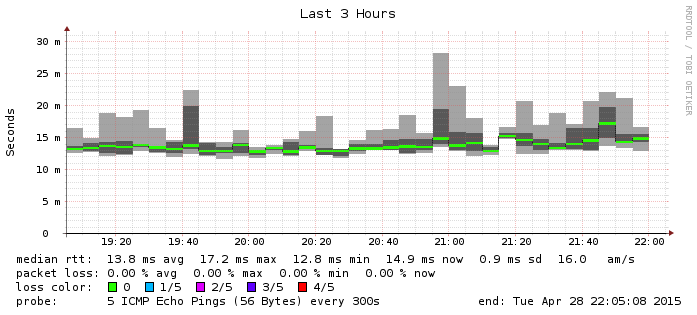 Last 3 Hours
RRDTOOL / TOBI OETIKER
Seconds
30 m
25 m
20 m
15 m
10 m
5 m
0
19:20 19:40 20:00 20:20 20:40 21:00 21:20 21:40 22:00
median rtt: 13.8 ms avg 17.2 ms max 12.8 ms min 14.9 ms now 0.9 ms sd 16.0 am/s
packet loss: 0.00 % avg 0.00 % max 0.00 % min 0.00 % now
loss color: 0 1/5 2/5 3/5 4/5
probe: 5 ICMP Echo Pings (56 Bytes) every 300s end: Tue Apr 28 22:05:08 2015